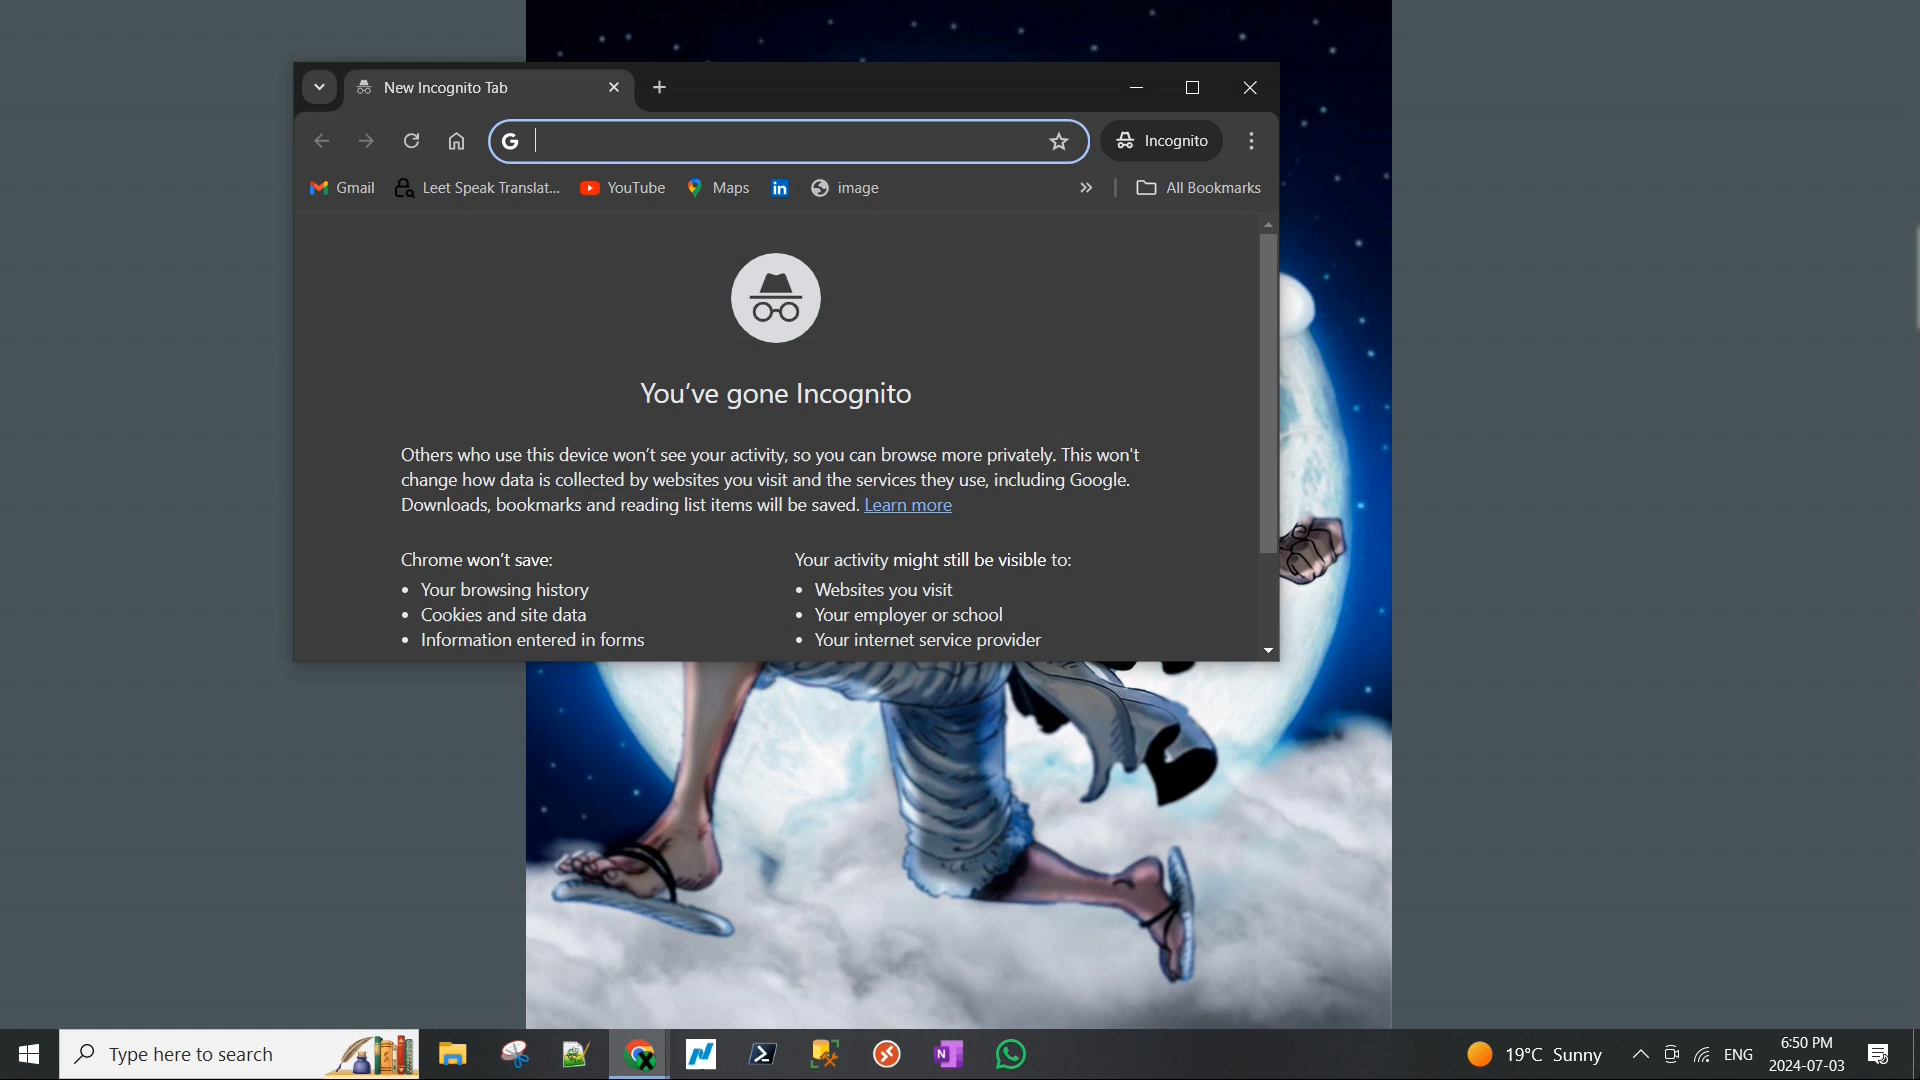 New Incognito Tab
Incognito
Gmail
Leet Speak Translat...
YouTube
Maps
in
image
All Bookmarks
You've gone Incognito
Others who use this device won't see your activity, so you can browse more privately. This won't
change how data is collected by websites you visit and the services they use, including Google.
Downloads, bookmarks and reading list items will be saved. Learn more
Chrome won't save:
• Your browsing history
• Cookies and site data
• Information entered in forms
Your activity might still be visible to:
• Websites you visit
• Your employer or school
• Your internet service provider
Type here to search
19°C Sunny
ENG
6:50 PM
2024-07-03